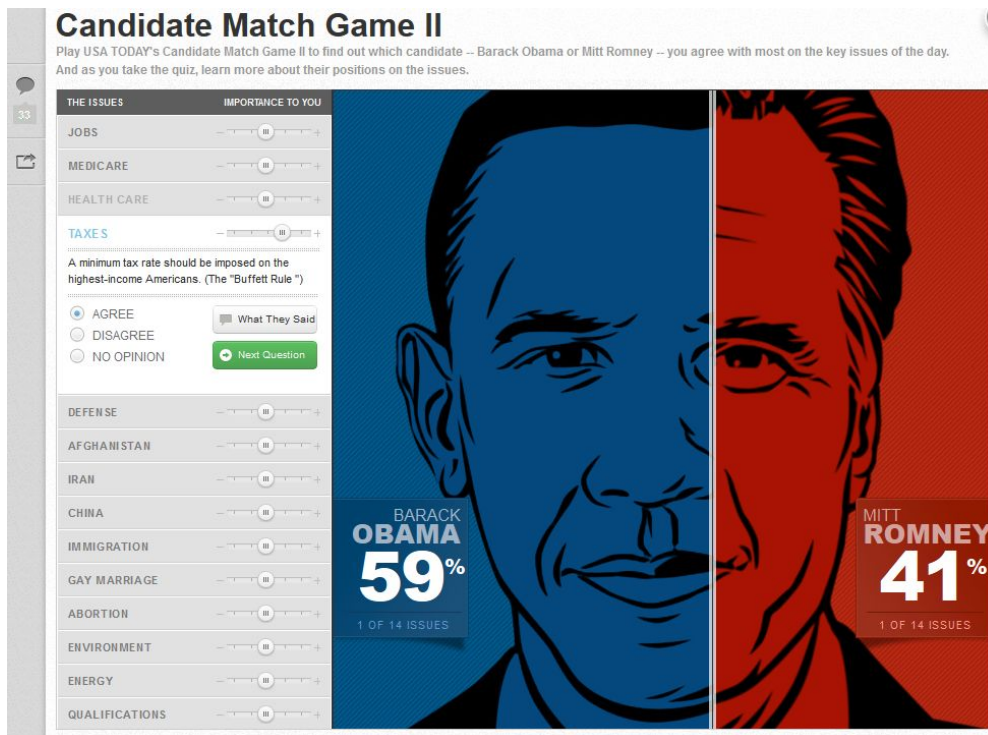 Candidate Match Game II
Play USA TODAY's Candidate Match Game II to find out which candidate -- Barack Obama or Mitt Romney -- you agree with most on the key issues of the day.
And as you take the quiz, learn more about their positions on the issues.
33
THE ISSUES IMPORTANCE TO YOU
JOBS
MEDICARE
HEALTH CARE
TAXES
A minimum tax rate should be imposed on the
highest-income Americans. (The "Buffett Rule ")
AGREE
DISAGREE
NO OPINION
What They Said
Next Question
DEFENSE
AFGHANISTAN
IRAN
CHINA
IMMIGRATION
GAY MARRIAGE
ABORTION
ENVIRONMENT
ENERGY
QUALIFICATIONS
BARACK
OBAMA
59%
1 OF 14 ISSUES
MITT
ROMNEY
41%
1 OF 14 ISSUES